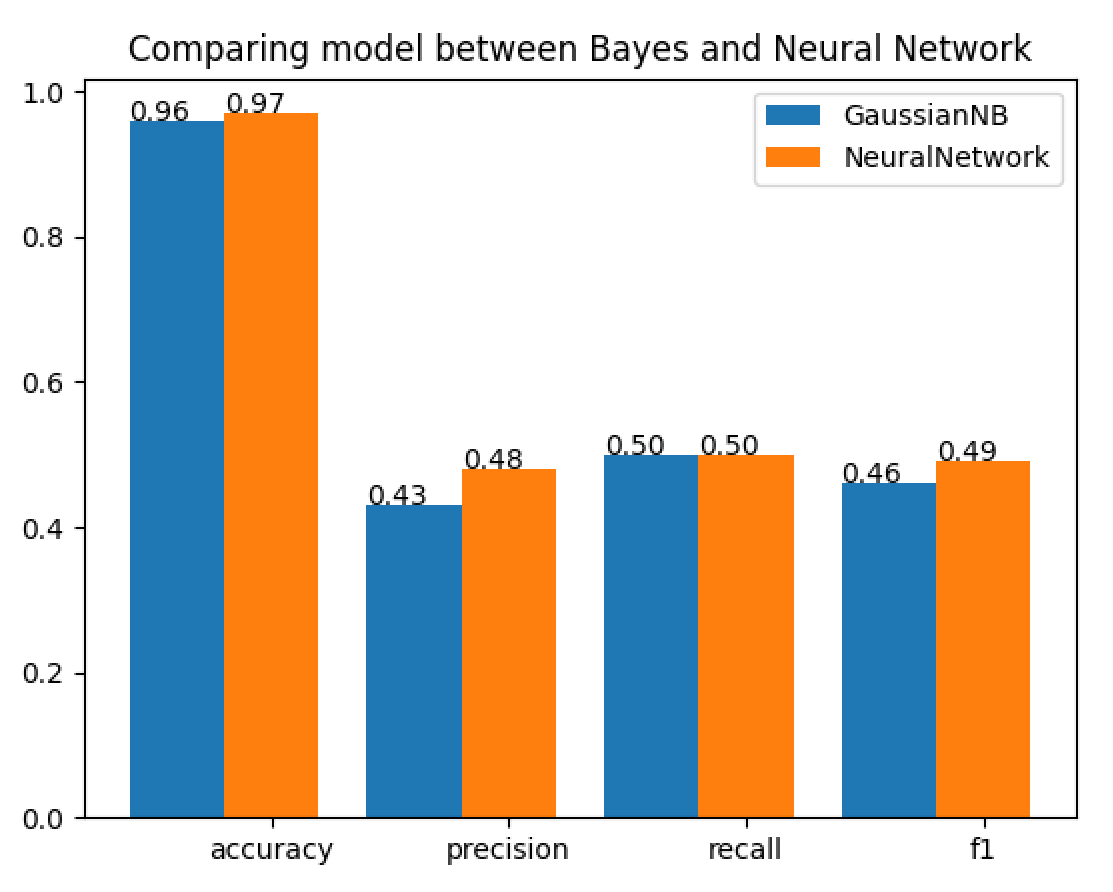 Comparing model between Bayes and Neural Network
1.0
0.8
0.6
0.4
0.2
0.0
0.96
0.97
0.43
0.48
0.50
0.50
0.46
0.49
GaussianNB
NeuralNetwork
accuracy
precision
recall
f1